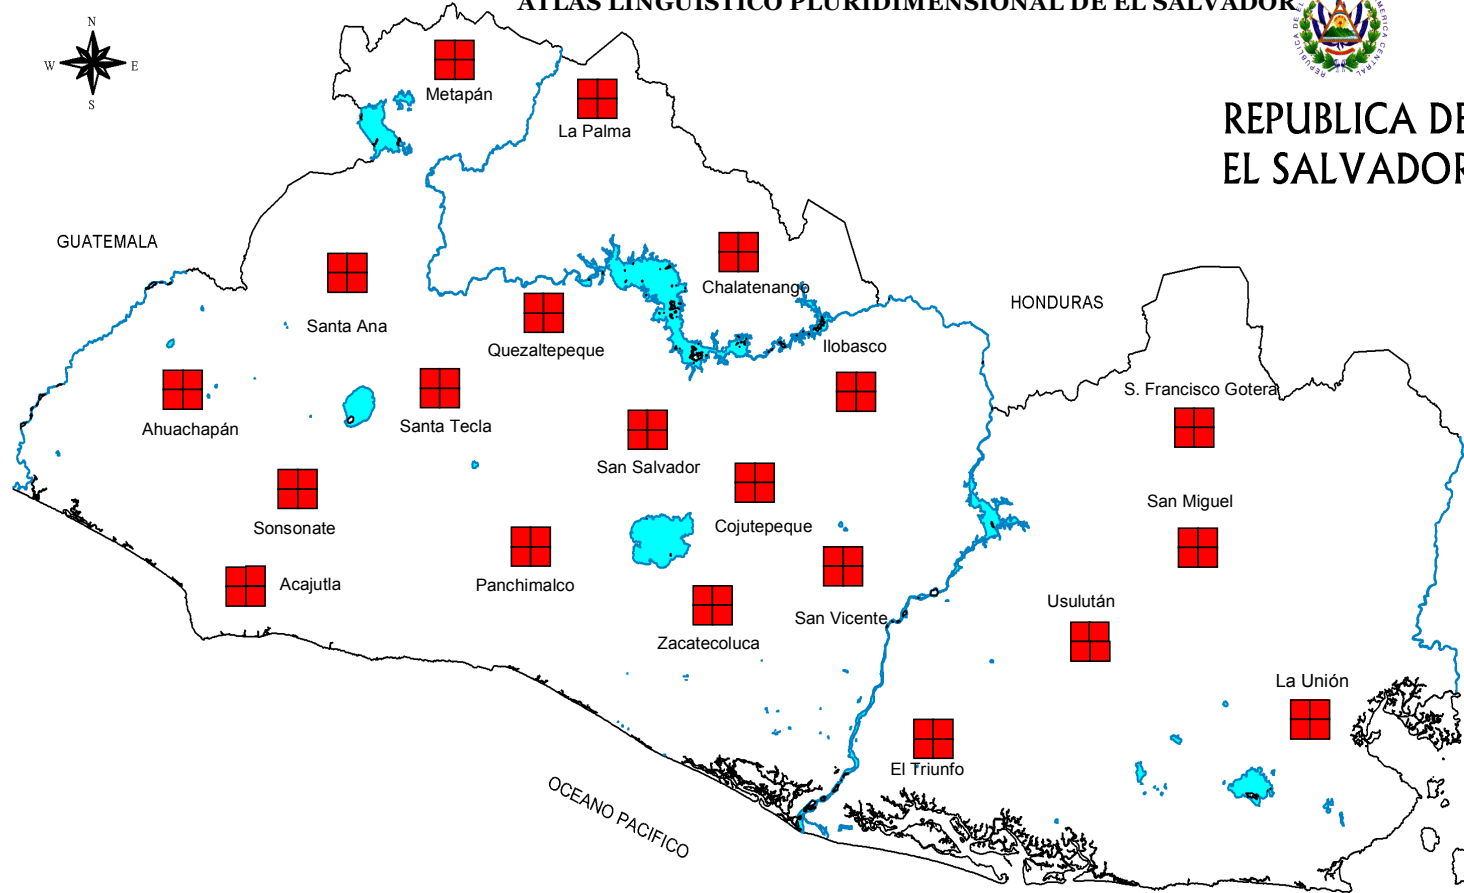 ATLAS LINGÜÍSTICO PLURIDIMENSIONAL DE EL SALVADOR
N
W
E
S
REPUBLICA DE
EL SALVADOR
Metapán
La Palma
GUATEMALA
Chalatenango
HONDURAS
Santa Ana
Quezaltepeque
Ilobasco
S. Francisco Gotera
Ahuachapán
Santa Tecla
San Salvador
San Miguel
Sonsonate
Cojutepeque
Acajutla
Panchimalco
Usulután
San Vicente
Zacatecoluca
La Unión
El Triunfo
OCEANO PACIFICO